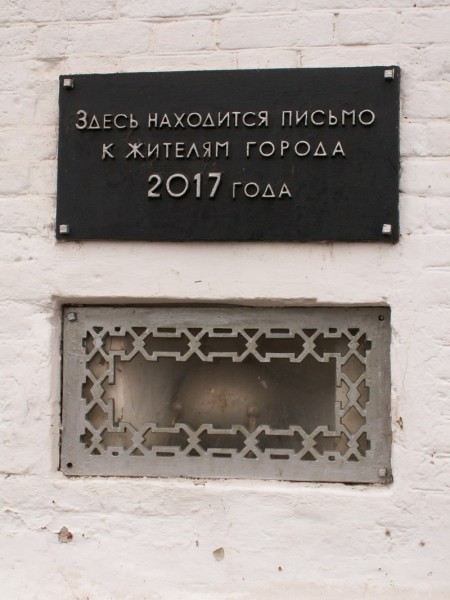 Здесь находится письмо
к жителям города
2017 года